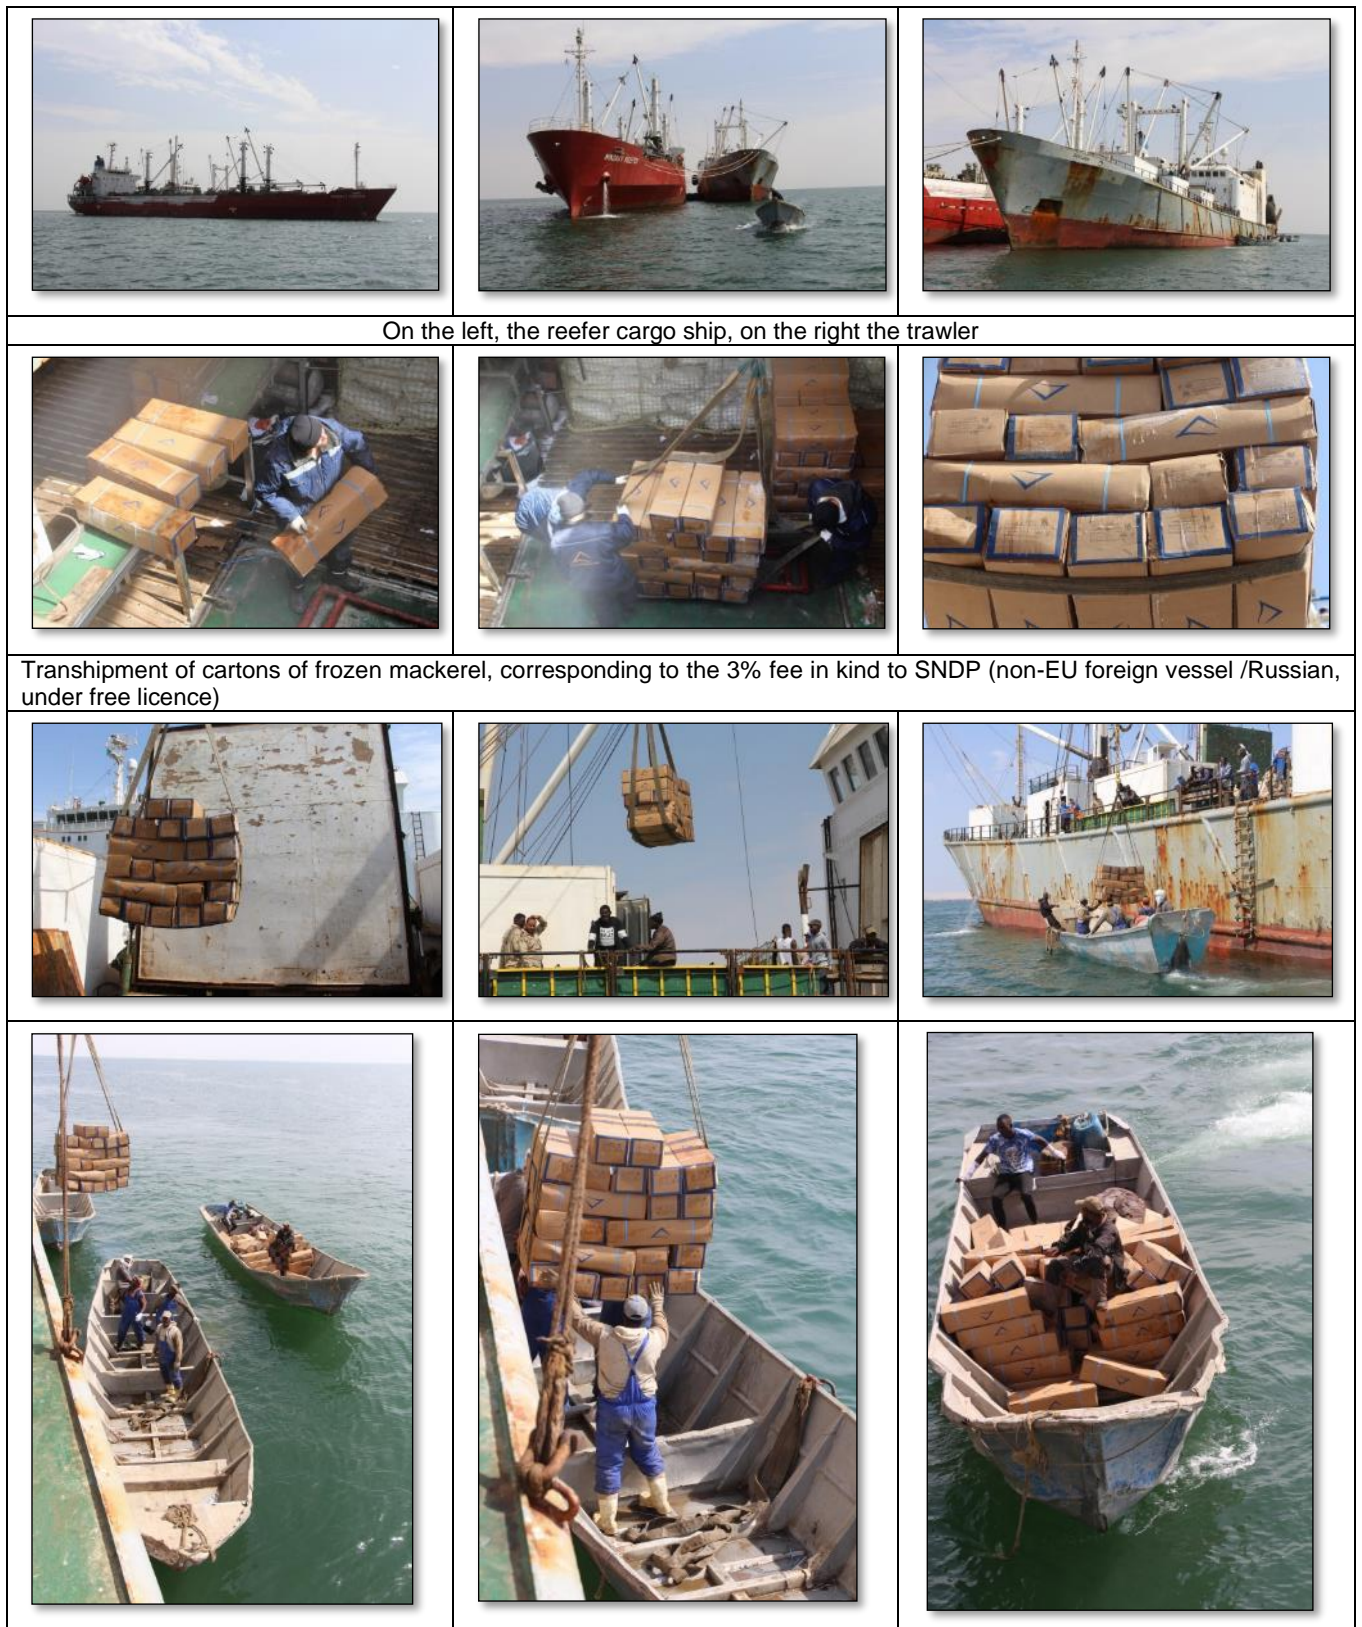 On the left, the reefer cargo ship, on the right the trawler
Transhipment of cartons of frozen mackerel, corresponding to the 3% fee in kind to SNDP (non-EU foreign vessel /Russian,
under free licence)